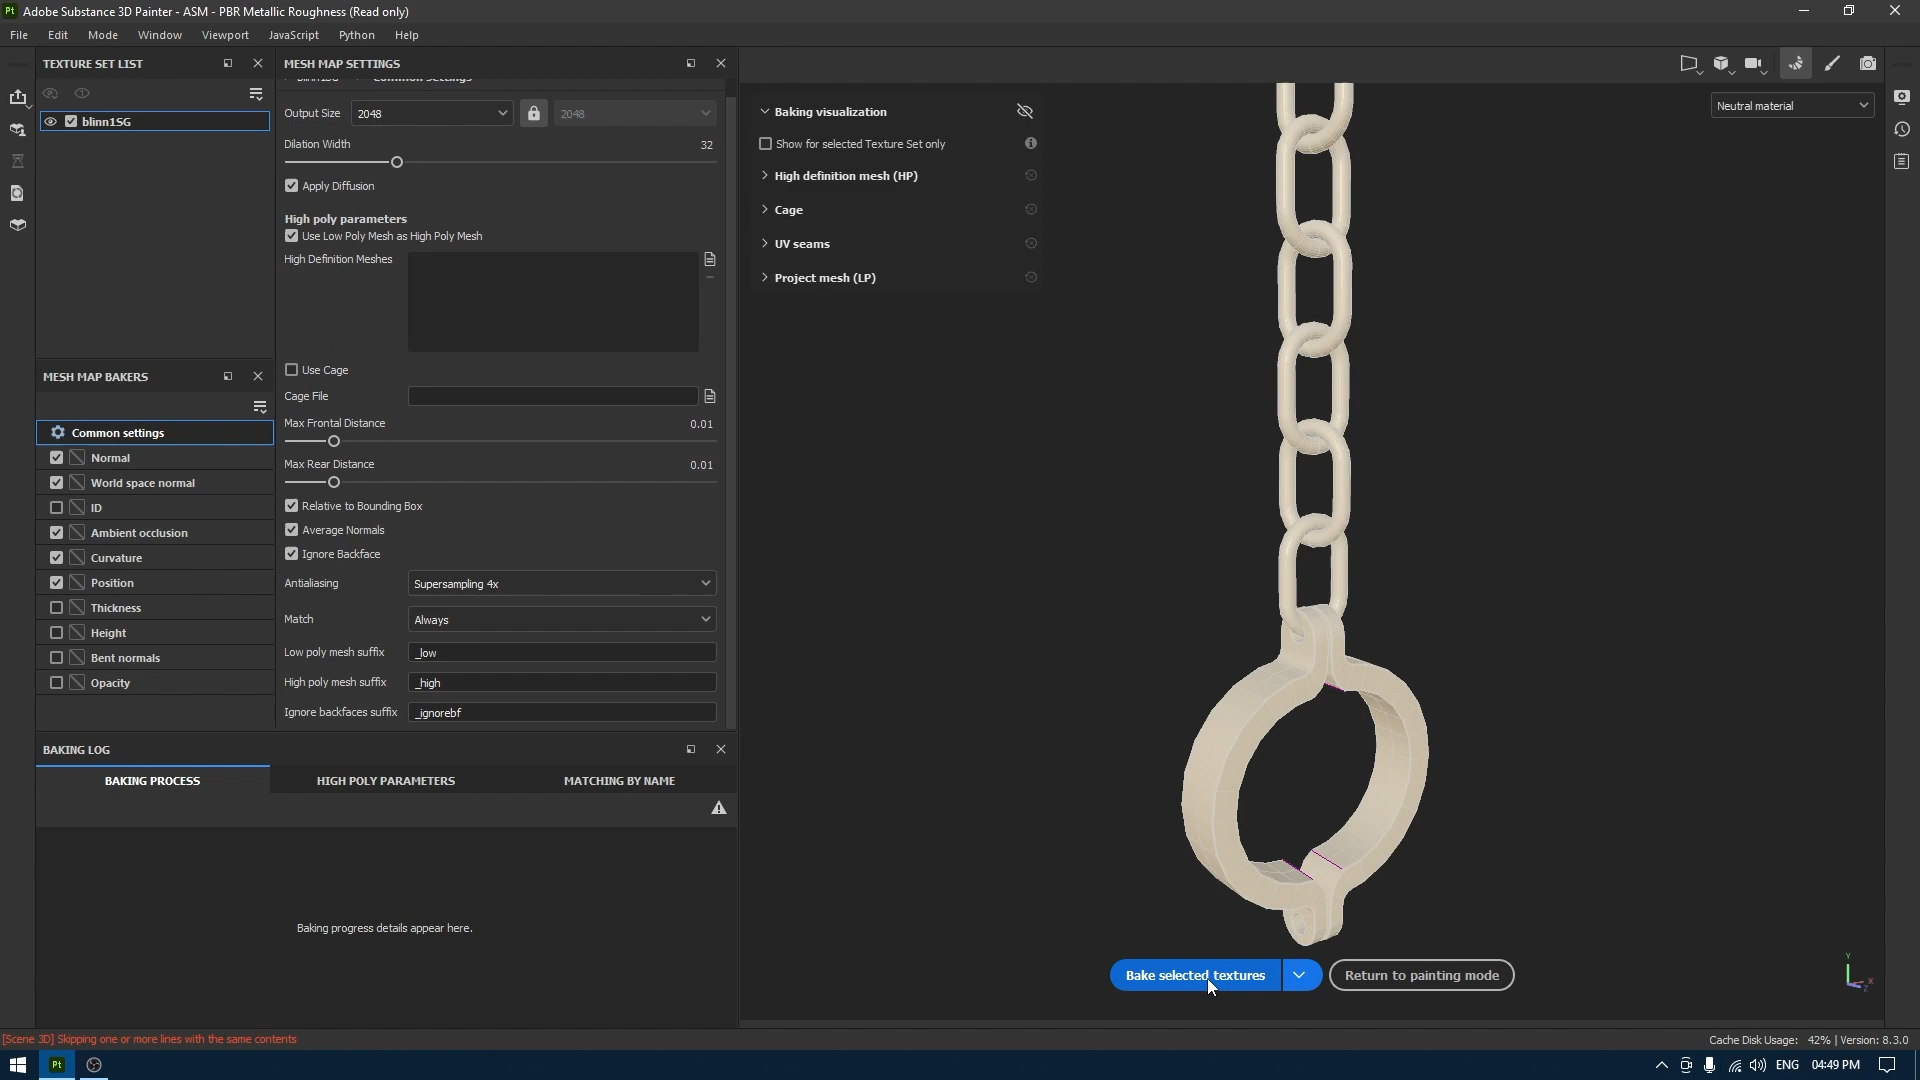 Pt Adobe Substance 3D Painter - ASM - PBR Metallic Roughness (Read only)
File Edit Mode Window Viewport JavaScript Python Help
TEXTURE SET LIST
blinn1SG
MESH MAP BAKERS
Common settings
Normal
World space normal
ID
Ambient occlusion
Curvature
Position
Thickness
Height
Bent normals
Opacity
MESH MAP SETTINGS
Output Size 2048 2048
Dilation Width 32
Apply Diffusion
High poly parameters
Use Low Poly Mesh as High Poly Mesh
High Definition Meshes
Use Cage
Cage File
Max Frontal Distance 0.01
Max Rear Distance 0.01
Relative to Bounding Box
Average Normals
Ignore Backface
Antialiasing Supersampling 4x
Match Always
Low poly mesh suffix _low
High poly mesh suffix _high
Ignore backfaces suffix _ignorebf
BAKING LOG
BAKING PROCESS HIGH POLY PARAMETERS MATCHING BY NAME
Baking progress details appear here.
Baking visualization
Show for selected Texture Set only
High definition mesh (HP)
Cage
UV seams
Project mesh (LP)
Neutral material
Bake selected textures
Return to painting mode
Y
X
Z
[Scene 3D] Skipping one or more lines with the same contents
Cache Disk Usage: 42% | Version: 8.3.0
Pt
ENG 04:49 PM